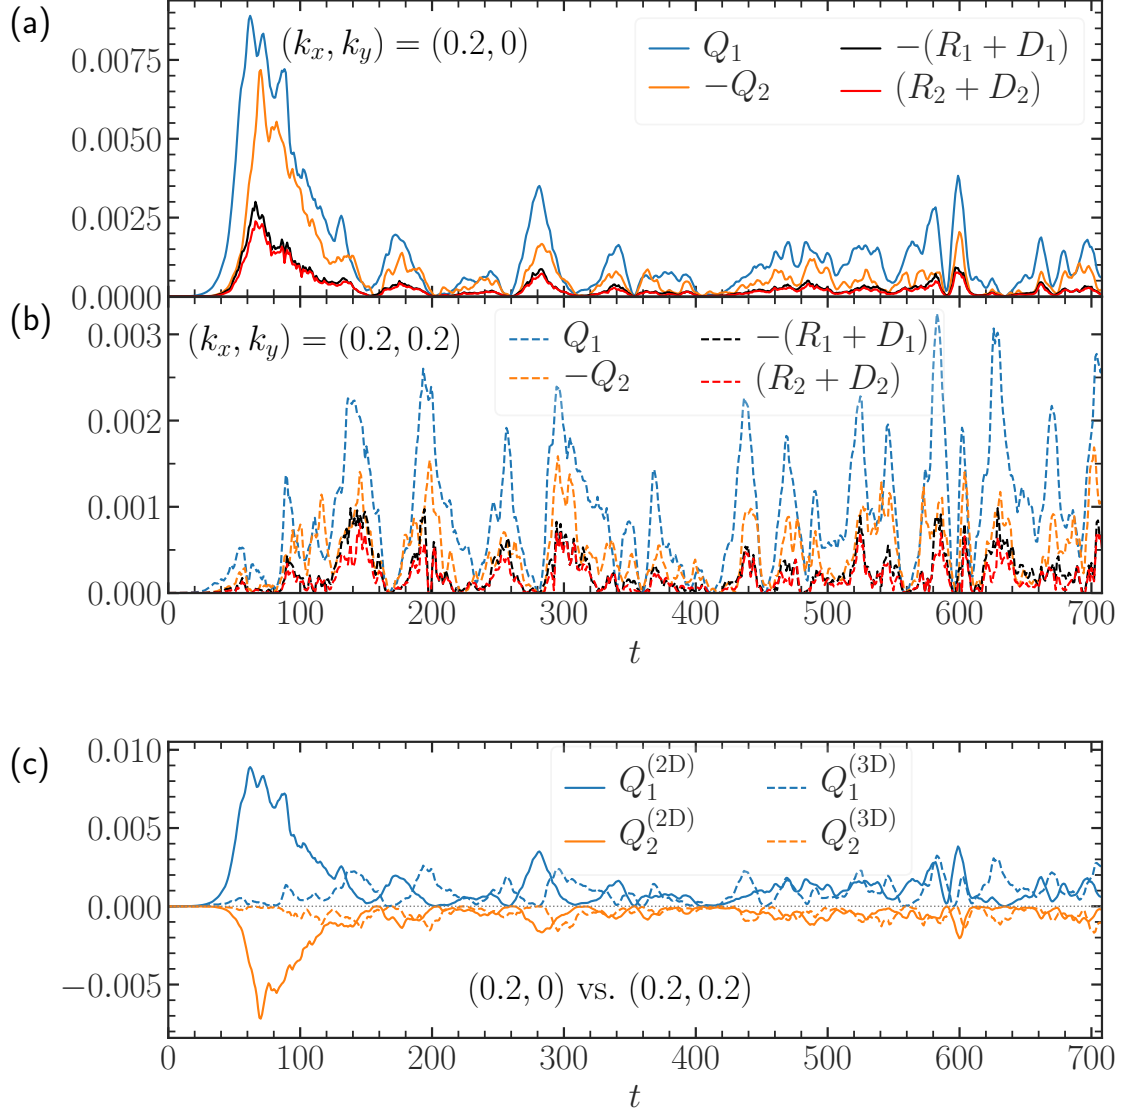 (a)
(k_x, k_y) = (0.2, 0)
Q_1
−(R_1 + D_1)
−Q_2
(R_2 + D_2)
0.0075
0.0050
0.0025
0.0000
(b)
(k_x, k_y) = (0.2, 0.2)
Q_1
−(R_1 + D_1)
−Q_2
(R_2 + D_2)
0.003
0.002
0.001
0.000
0 100 200 300 400 500 600 700
t
(c)
Q_1^{(2D)}
Q_1^{(3D)}
Q_2^{(2D)}
Q_2^{(3D)}
0.010
0.005
0.000
−0.005
(0.2, 0) vs. (0.2, 0.2)
0 100 200 300 400 500 600 700
t